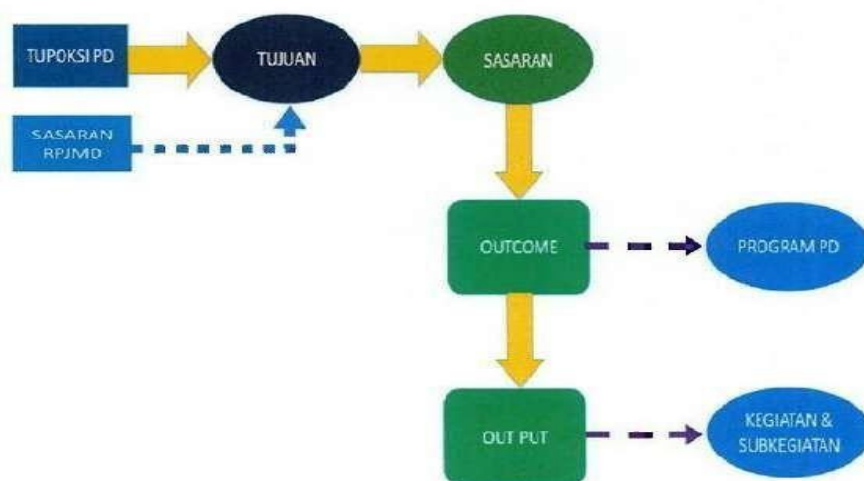 TUPOKSI PD
TUJUAN
SASARAN
SASARAN
RPJMD
OUTCOME
PROGRAM PD
OUT PUT
KEGIATAN &
SUBKEGIATAN